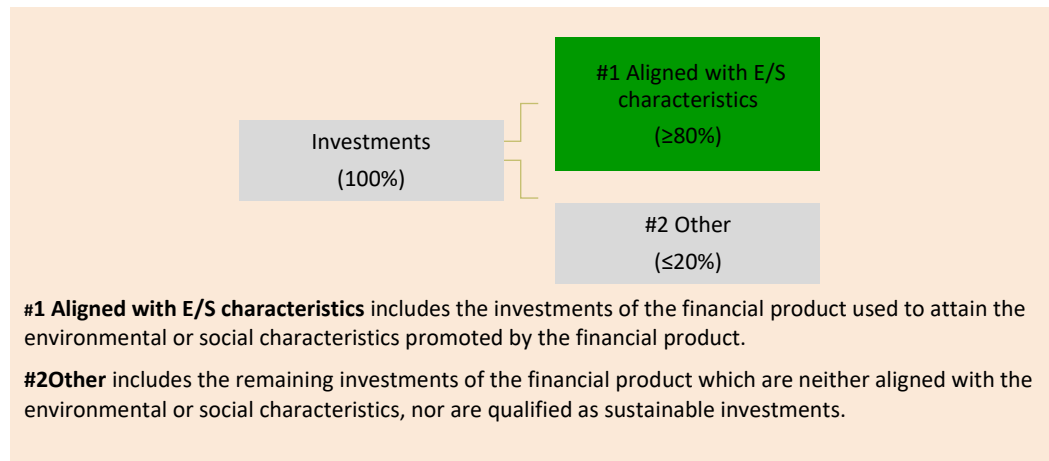 #1 Aligned with E/S
characteristics
(≥80%)
Investments
(100%)
#2 Other
(≤20%)
#1 Aligned with E/S characteristics includes the investments of the financial product used to attain the
environmental or social characteristics promoted by the financial product.
#2Other includes the remaining investments of the financial product which are neither aligned with the
environmental or social characteristics, nor are qualified as sustainable investments.